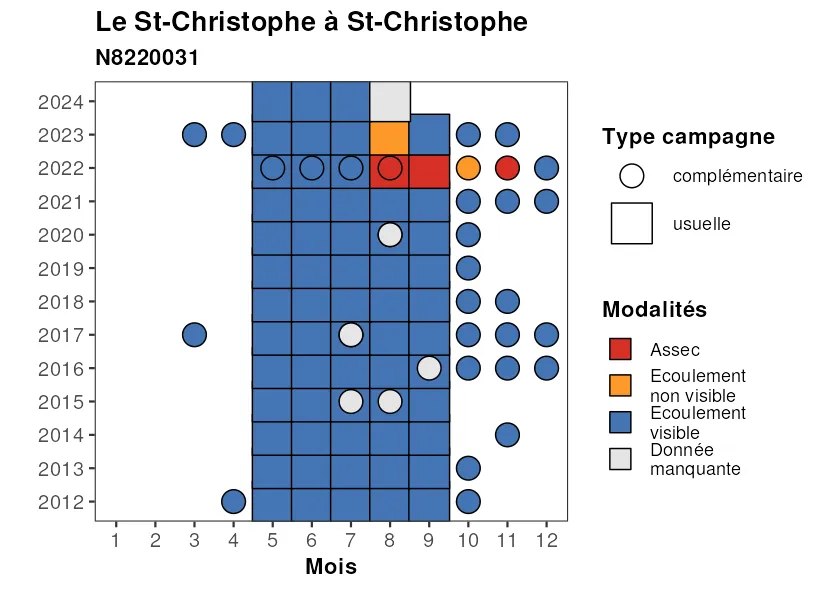 Le St-Christophe à St-Christophe
N8220031
2024
2023
2022
2021
2020
2019
2018
2017
2016
2015
2014
2013
2012
1 2 3 4 5 6 7 8 9 10 11 12
Mois
Type campagne
complémentaire
usuelle
Modalités
Assec
Ecoulement
non visible
Ecoulement
visible
Donnée
manquante